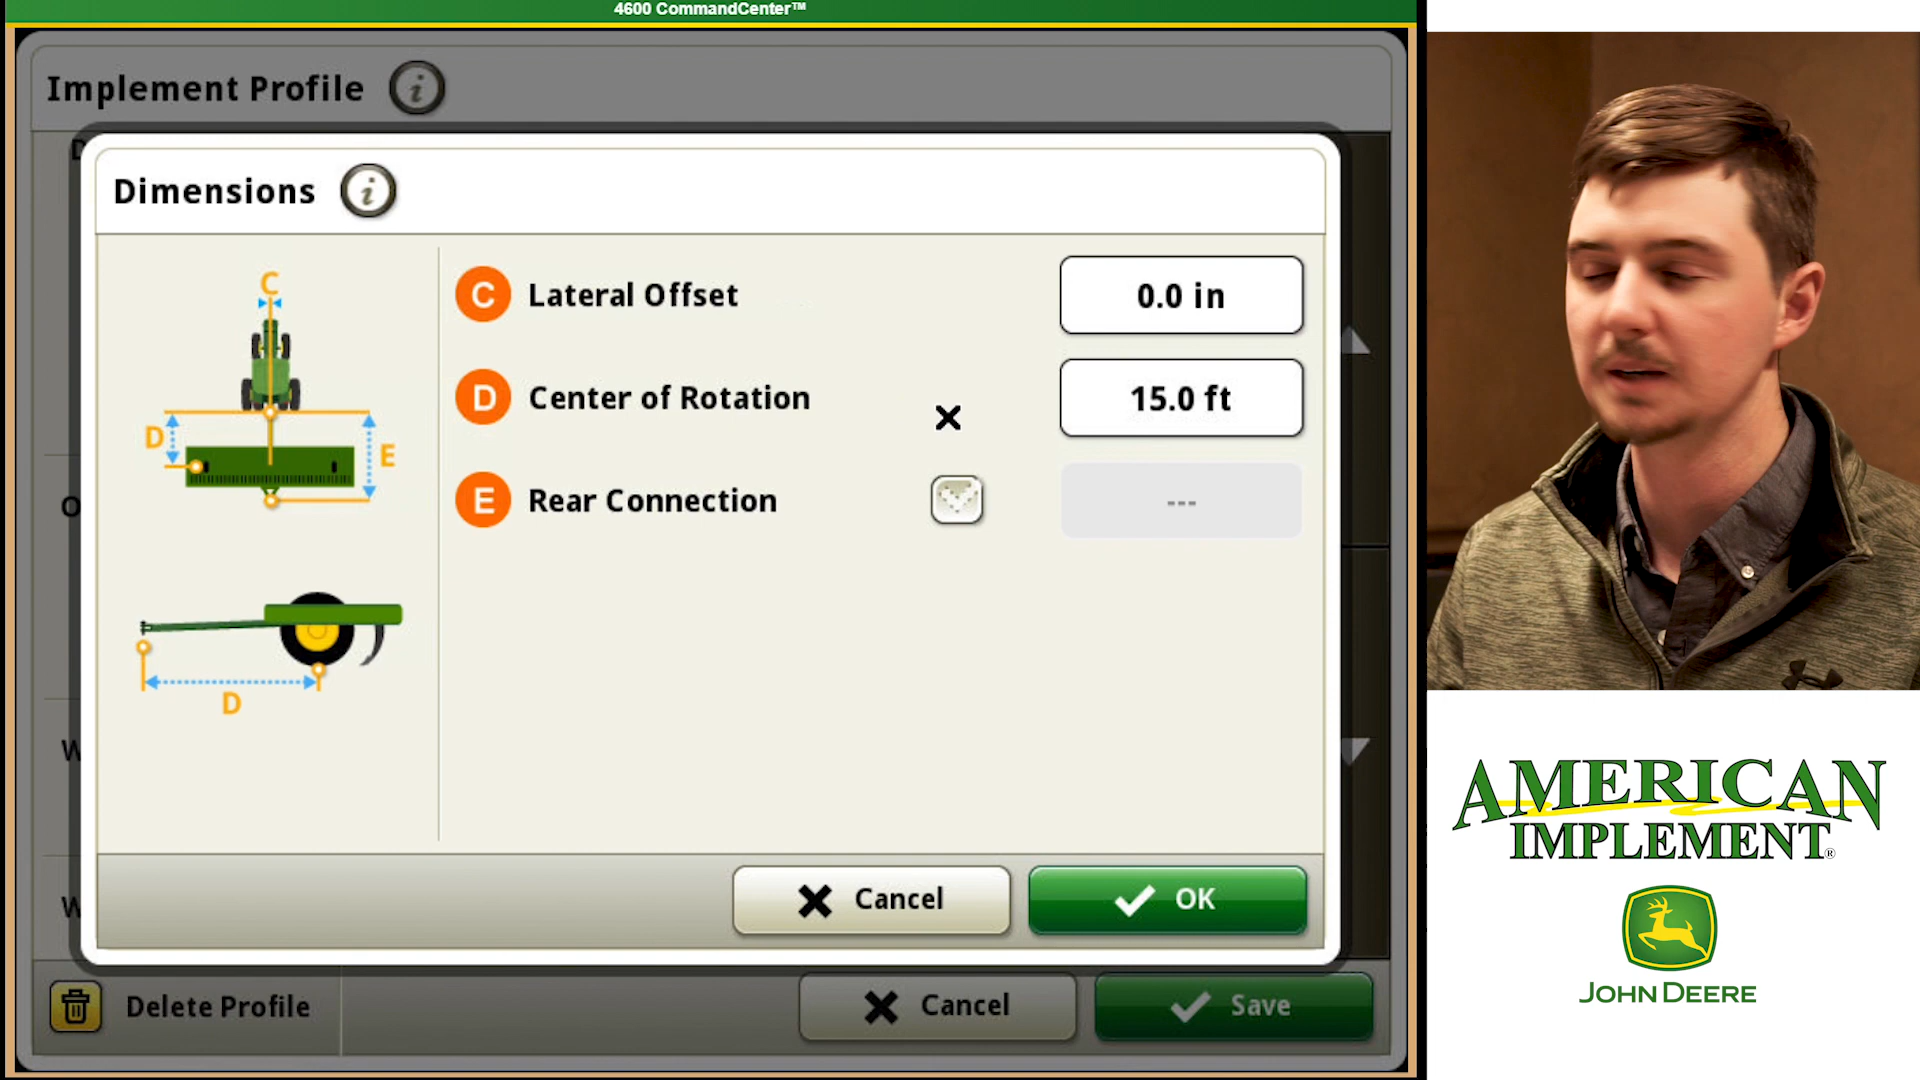 4600 CommandCenter™
Implement Profile i
D
Dimensions i
C
D
E
D
C Lateral Offset 0.0 in
D Center of Rotation 15.0 ft
E Rear Connection ---
O
W
W
Cancel OK
Delete Profile Cancel Save
AMERICAN
IMPLEMENT®
JOHN DEERE